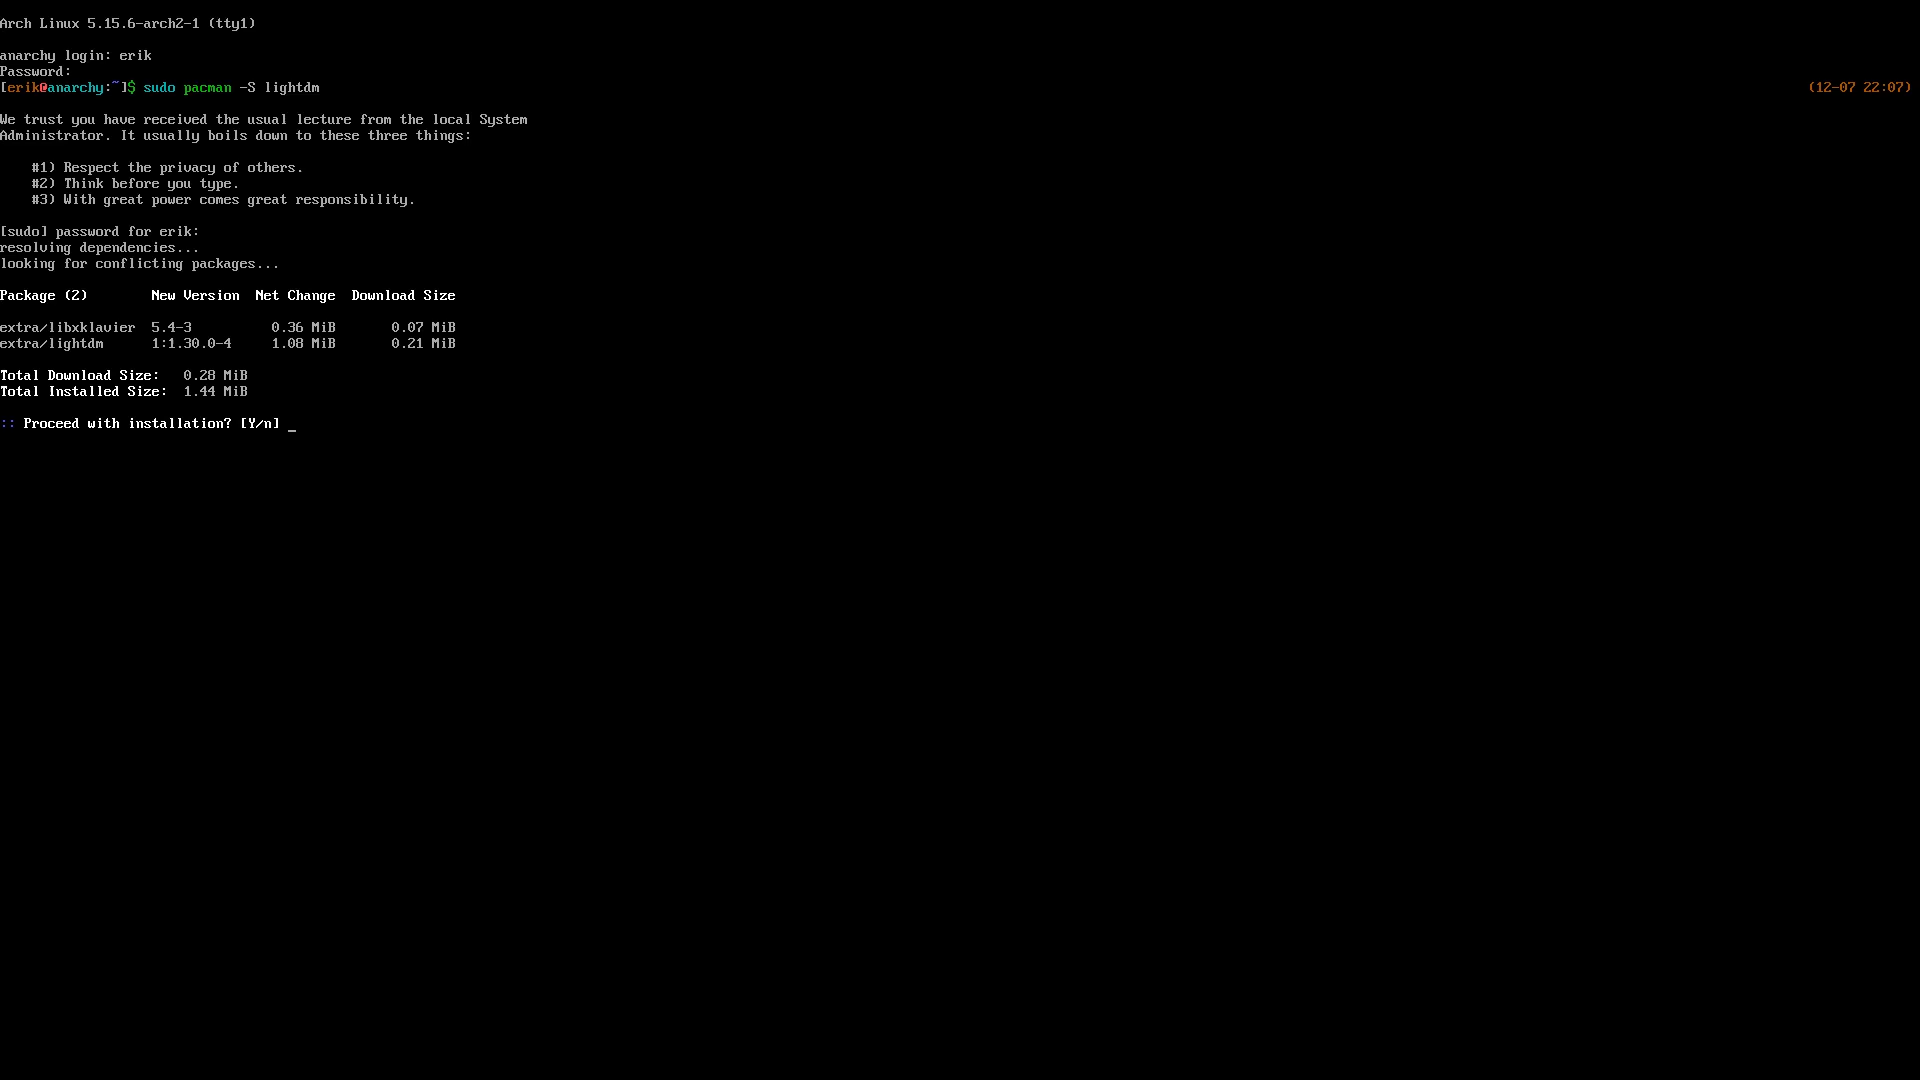 Arch Linux 5.15.6-arch2-1 (tty1)
anarchy login: erik
Password:
[erik@anarchy:~]$ sudo pacman -S lightdm (12-07 22:07)
We trust you have received the usual lecture from the local System
Administrator. It usually boils down to these three things:
#1) Respect the privacy of others.
#2) Think before you type.
#3) With great power comes great responsibility.
[sudo] password for erik:
resolving dependencies...
looking for conflicting packages...
Package (2) New Version Net Change Download Size
extra/libxklavier 5.4-3 0.36 MiB 0.07 MiB
extra/lightdm 1:1.30.0-4 1.08 MiB 0.21 MiB
Total Download Size: 0.28 MiB
Total Installed Size: 1.44 MiB
:: Proceed with installation? [Y/n] _